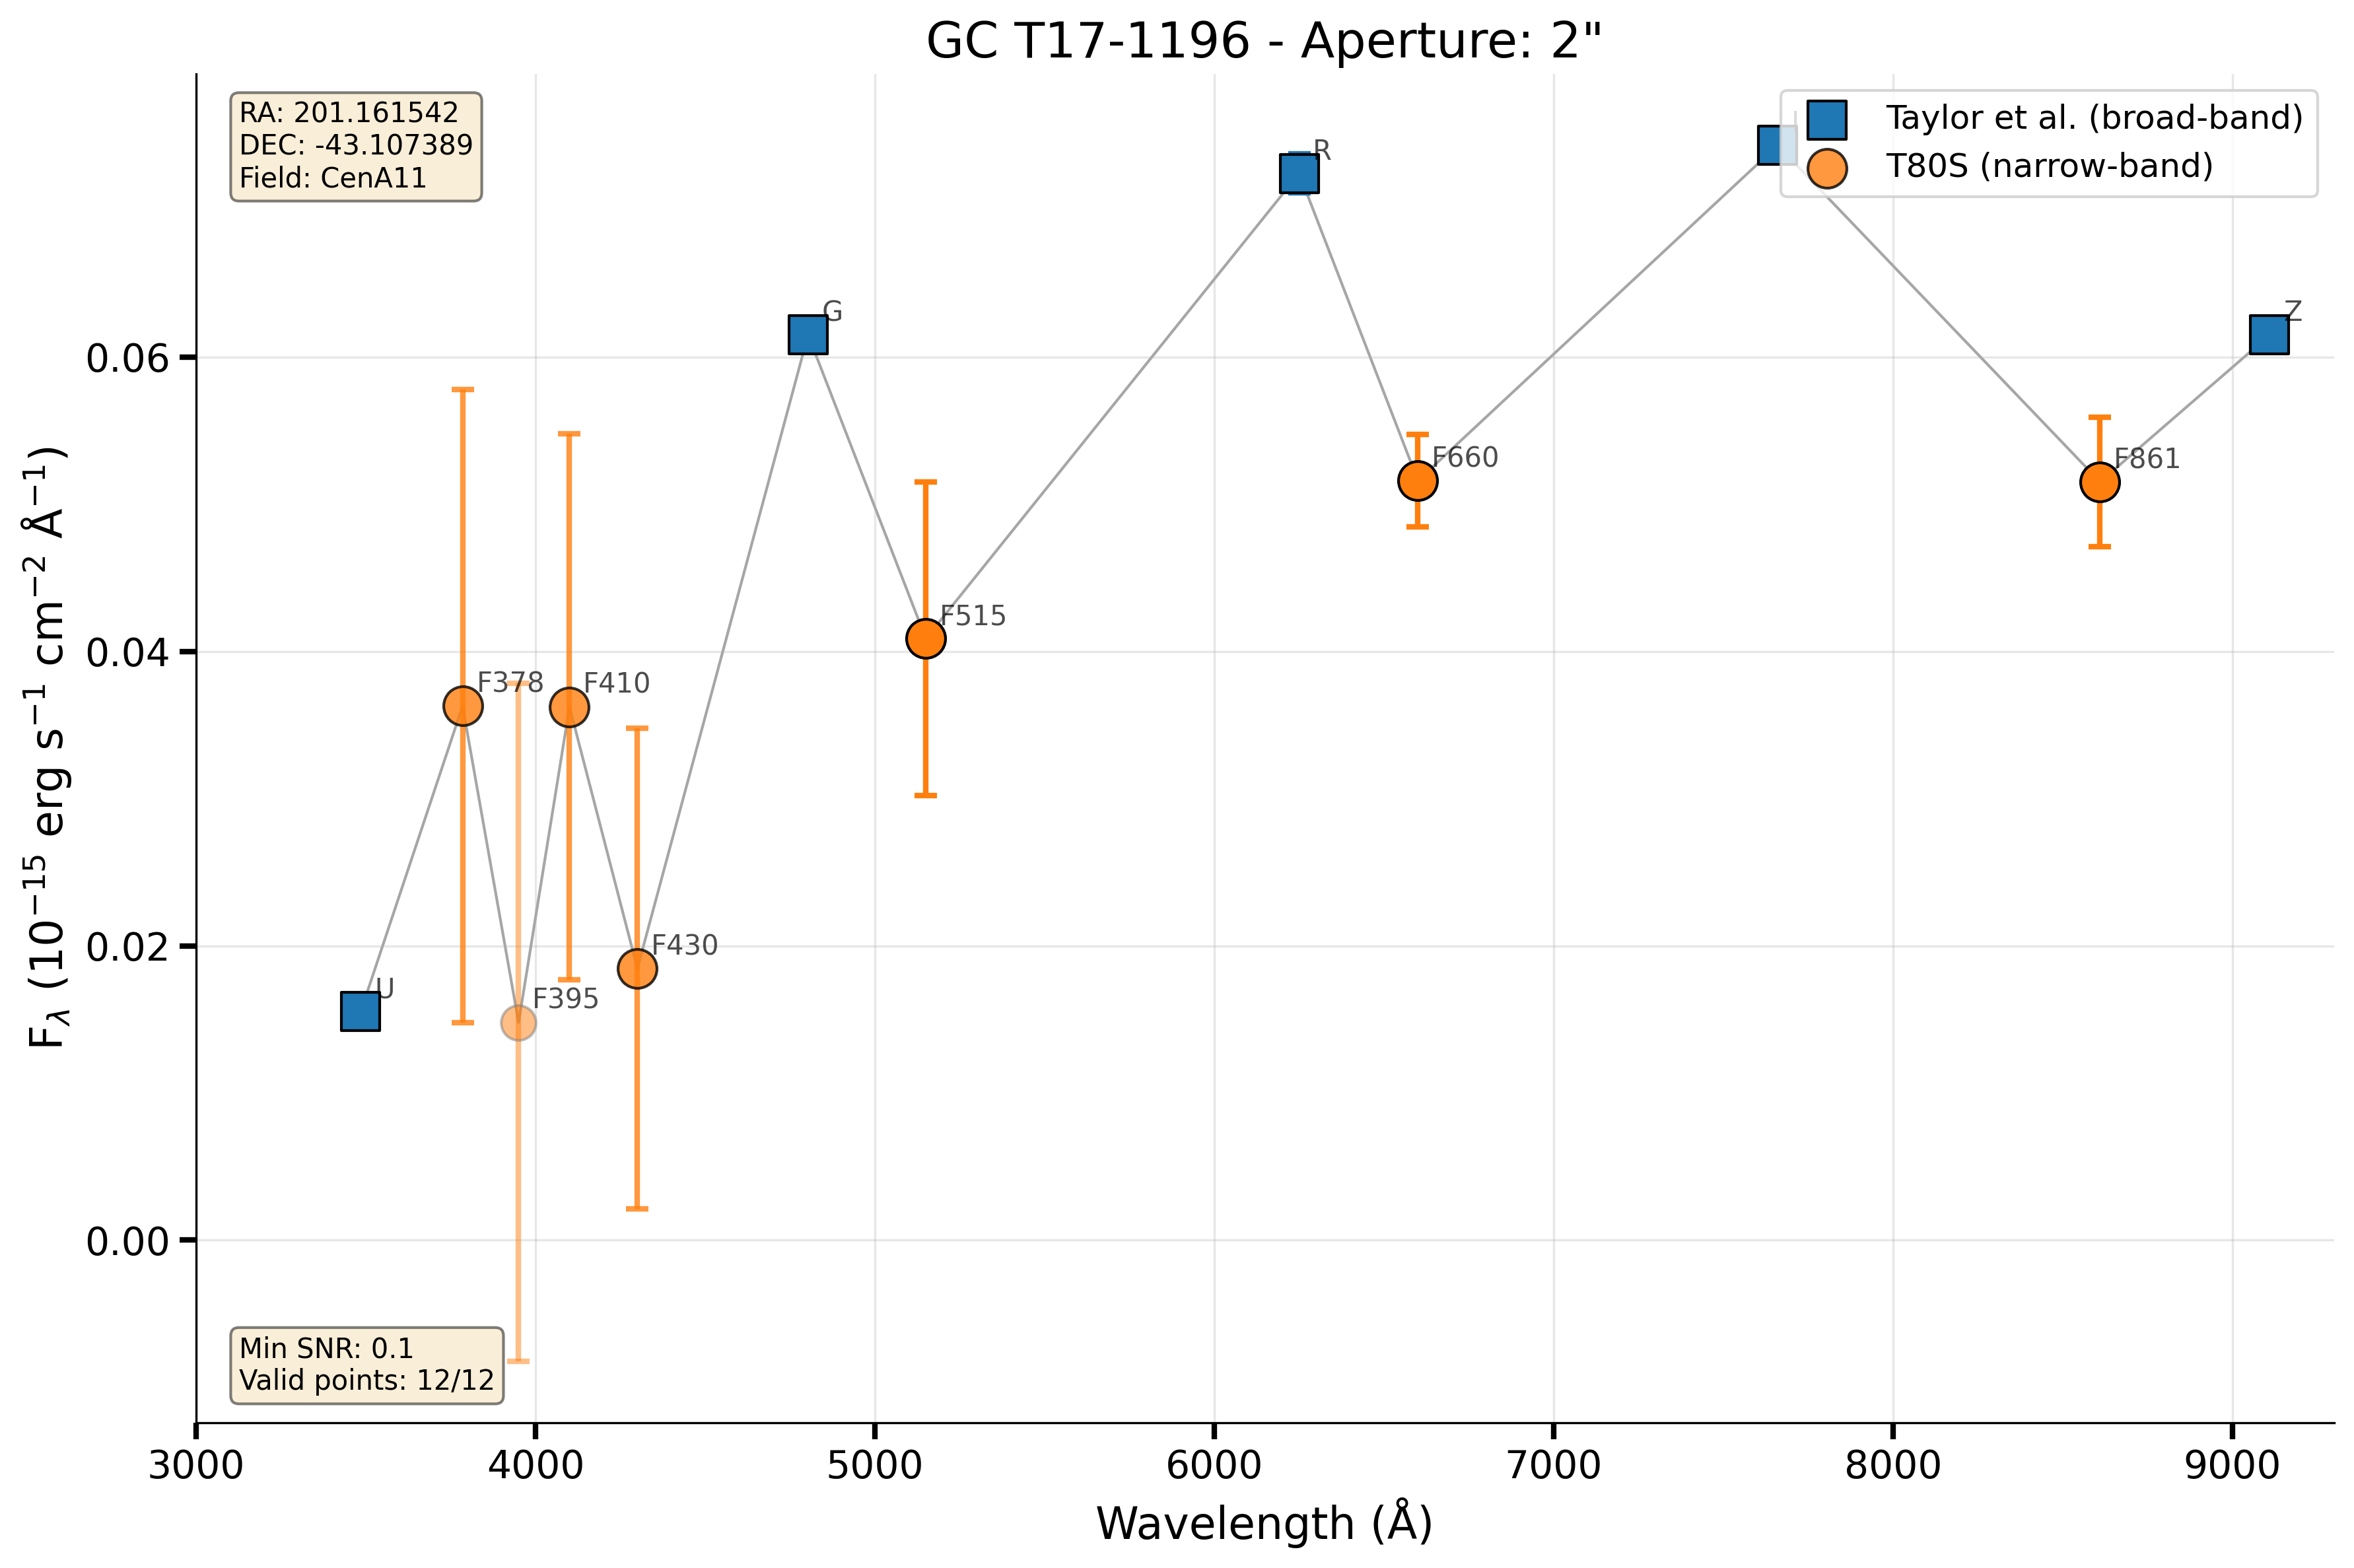 GC T17-1196 - Aperture: 2"
RA: 201.161542
DEC: -43.107389
Field: CenA11
Taylor et al. (broad-band)
T80S (narrow-band)
R
G
Z
F660
F861
F515
F378
F410
F430
F395
U
0.06
0.04
0.02
0.00
F_λ (10⁻¹⁵ erg s⁻¹ cm⁻² Å⁻¹)
Min SNR: 0.1
Valid points: 12/12
3000 4000 5000 6000 7000 8000 9000
Wavelength (Å)